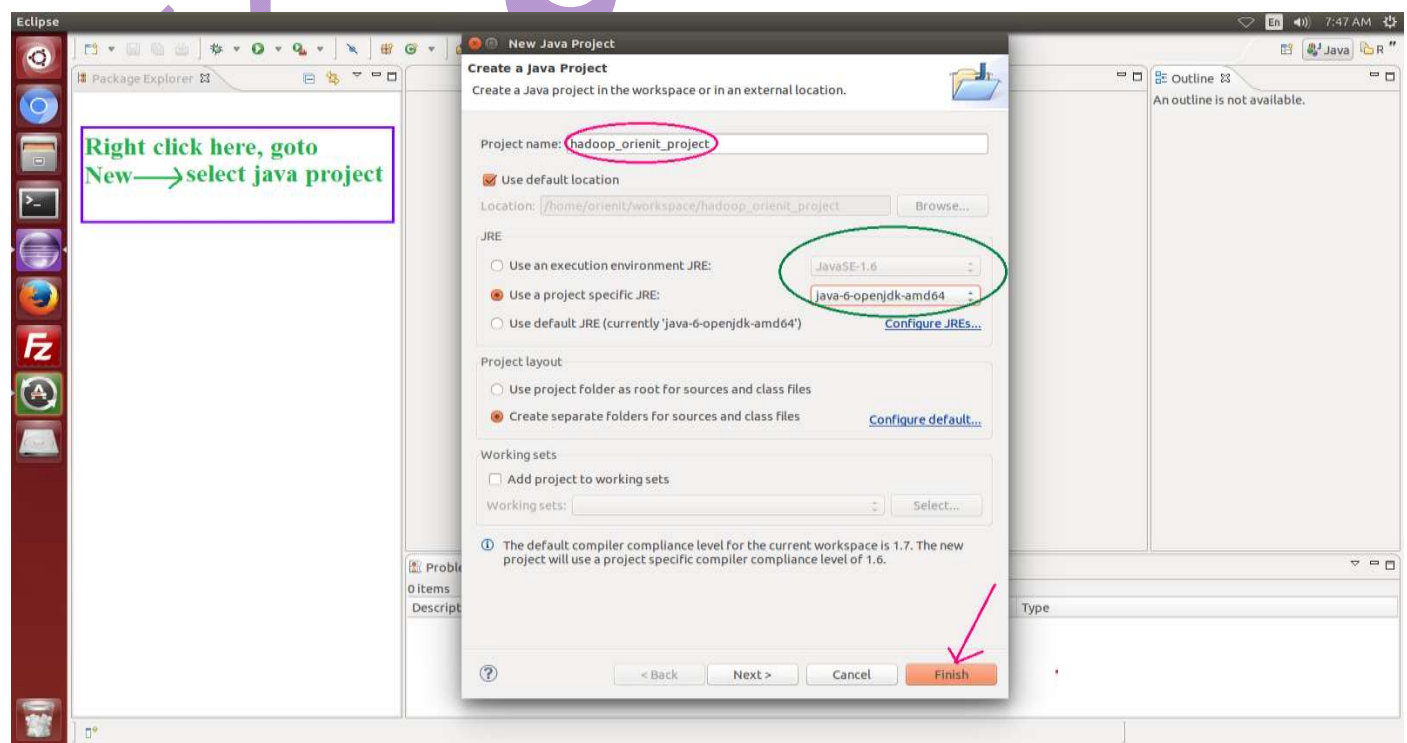 Eclipse
En
7:47 AM
Java
R
"
Package Explorer
Right click here, goto
New→select java project
New Java Project
Create a Java Project
Create a Java project in the workspace or in an external location.
Project name: hadoop_orienit_project
Use default location
Location: /home/orienit/workspace/hadoop_orienit_project
Browse...
JRE
Use an execution environment JRE: JavaSE-1.6
Use a project specific JRE: java-6-openjdk-amd64
Use default JRE (currently 'java-6-openjdk-amd64') Configure JREs...
Project layout
Use project folder as root for sources and class files
Create separate folders for sources and class files Configure default...
Working sets
Add project to working sets
Working sets: Select...
The default compiler compliance level for the current workspace is 1.7. The new
project will use a project specific compiler compliance level of 1.6.
? < Back Next > Cancel Finish
Outline
An outline is not available.
Proble
0 items
Descript
Type
Fz
A
>_